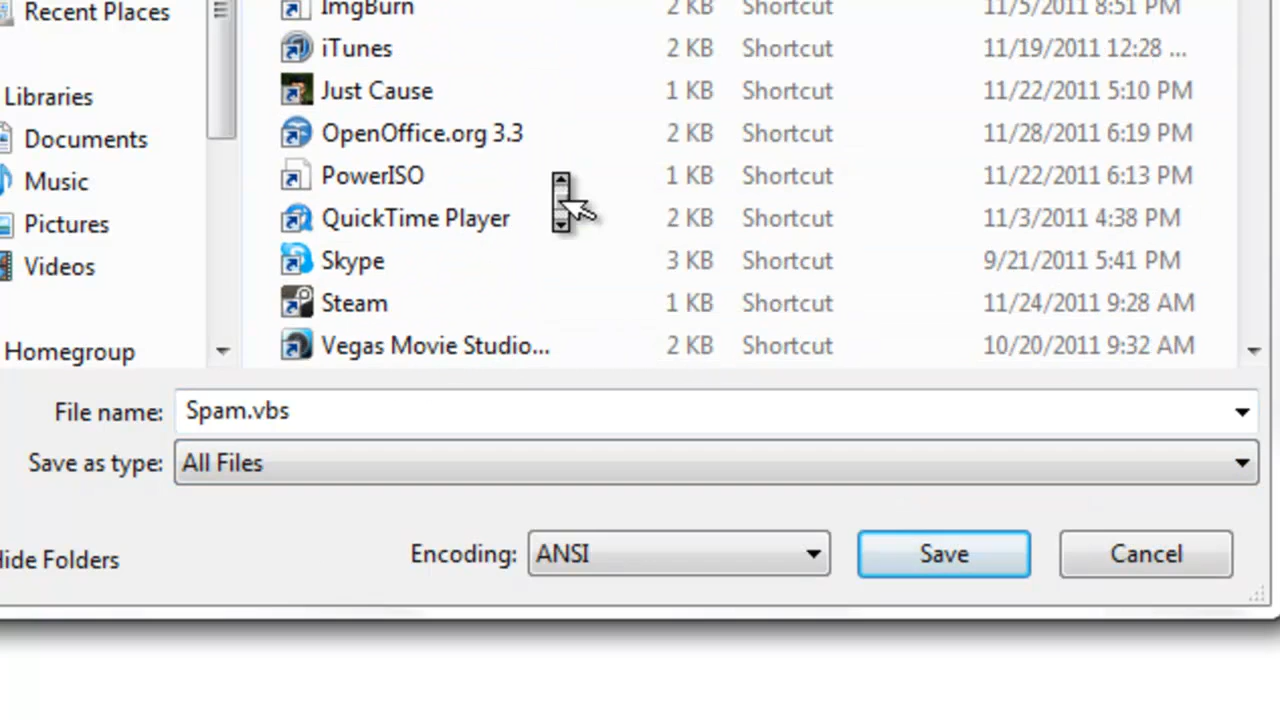 Recent Places
ImgBurn 2 KB Shortcut 11/5/2011 8:51 PM
iTunes 2 KB Shortcut 11/19/2011 12:28 ...
Libraries Just Cause 1 KB Shortcut 11/22/2011 5:10 PM
Documents OpenOffice.org 3.3 2 KB Shortcut 11/28/2011 6:19 PM
Music PowerISO 1 KB Shortcut 11/22/2011 6:13 PM
Pictures QuickTime Player 2 KB Shortcut 11/3/2011 4:38 PM
Videos Skype 3 KB Shortcut 9/21/2011 5:41 PM
Steam 1 KB Shortcut 11/24/2011 9:28 AM
Homegroup Vegas Movie Studio... 2 KB Shortcut 10/20/2011 9:32 AM
File name: Spam.vbs
Save as type: All Files
Hide Folders Encoding: ANSI Save Cancel